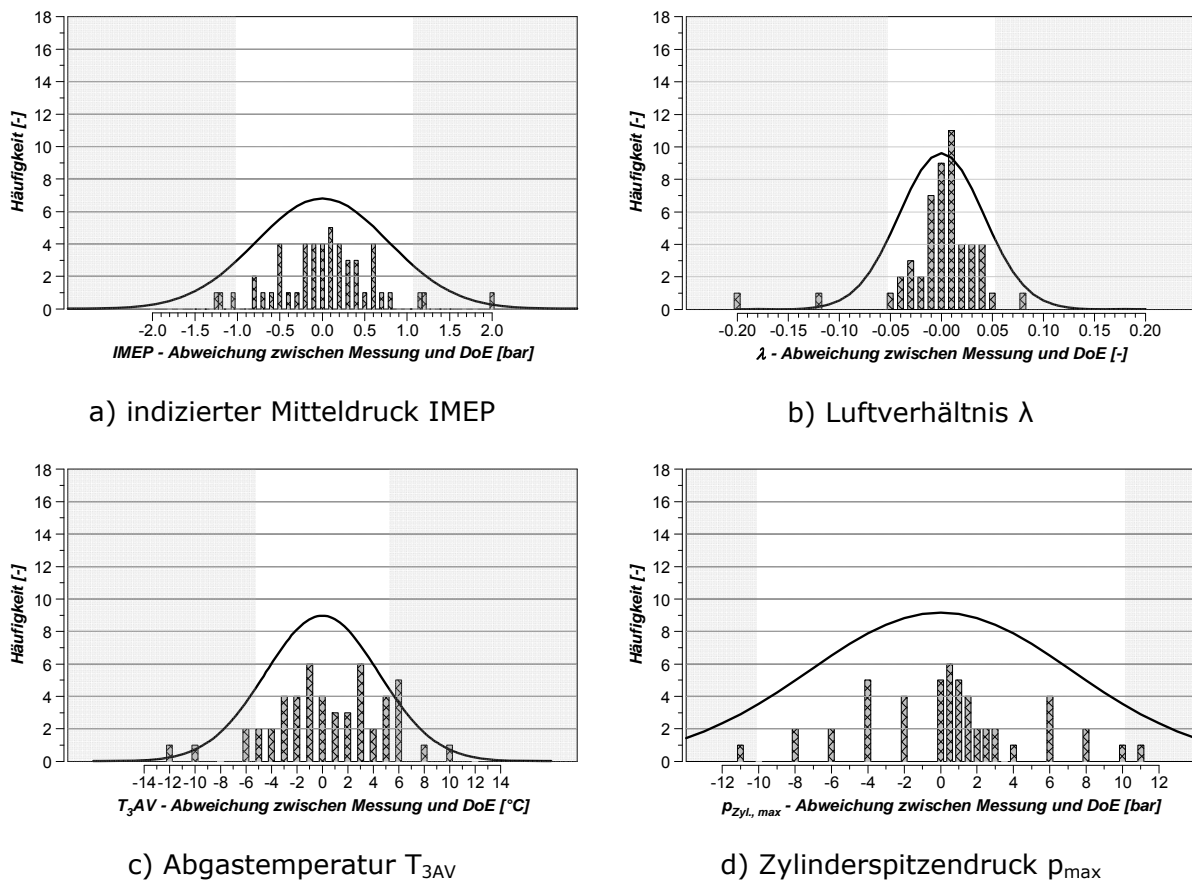 18
16
14
12
10
8
6
4
2
0
Häufigkeit [-]
-2.0 -1.5 -1.0 -0.5 0.0 0.5 1.0 1.5 2.0
IMEP - Abweichung zwischen Messung und DoE [bar]
a) indizierter Mitteldruck IMEP
18
16
14
12
10
8
6
4
2
0
Häufigkeit [-]
-0.20 -0.15 -0.10 -0.05 -0.00 0.05 0.10 0.15 0.20
λ - Abweichung zwischen Messung und DoE [-]
b) Luftverhältnis λ
18
16
14
12
10
8
6
4
2
0
Häufigkeit [-]
-14 -12 -10 -8 -6 -4 -2 0 2 4 6 8 10 12 14
T3AV - Abweichung zwischen Messung und DoE [°C]
c) Abgastemperatur T3AV
18
16
14
12
10
8
6
4
2
0
Häufigkeit [-]
-12 -10 -8 -6 -4 -2 0 2 4 6 8 10 12
pZyl., max - Abweichung zwischen Messung und DoE [bar]
d) Zylinderspitzendruck pmax